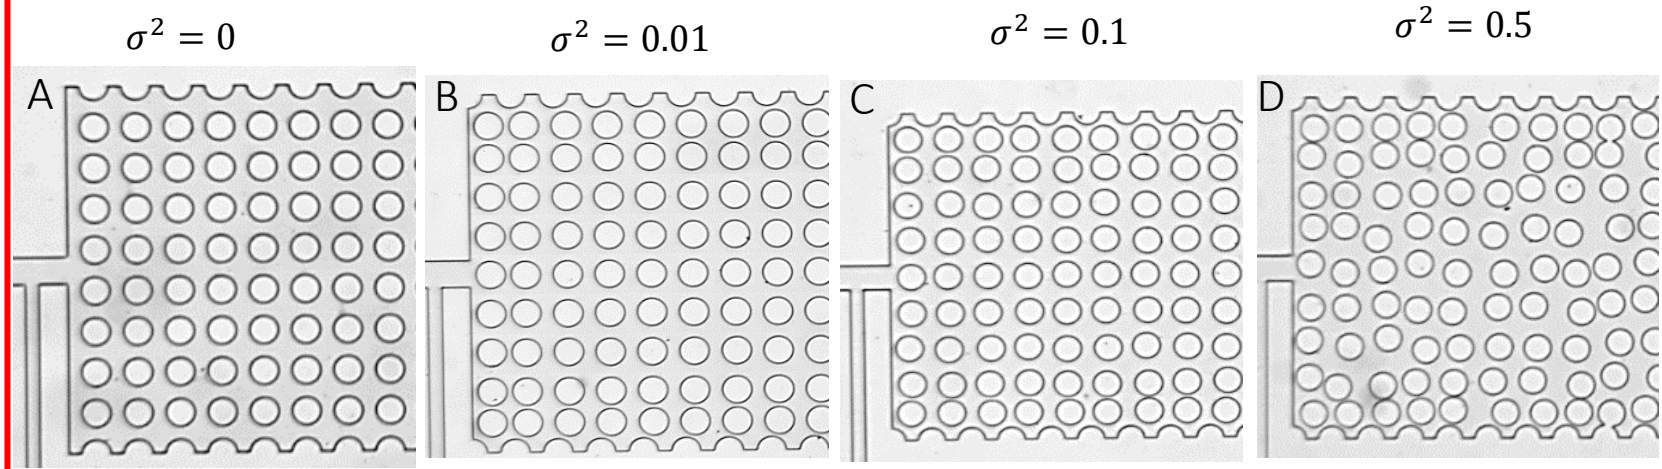 σ² = 0
σ² = 0.01
σ² = 0.1
σ² = 0.5
A
B
C
D